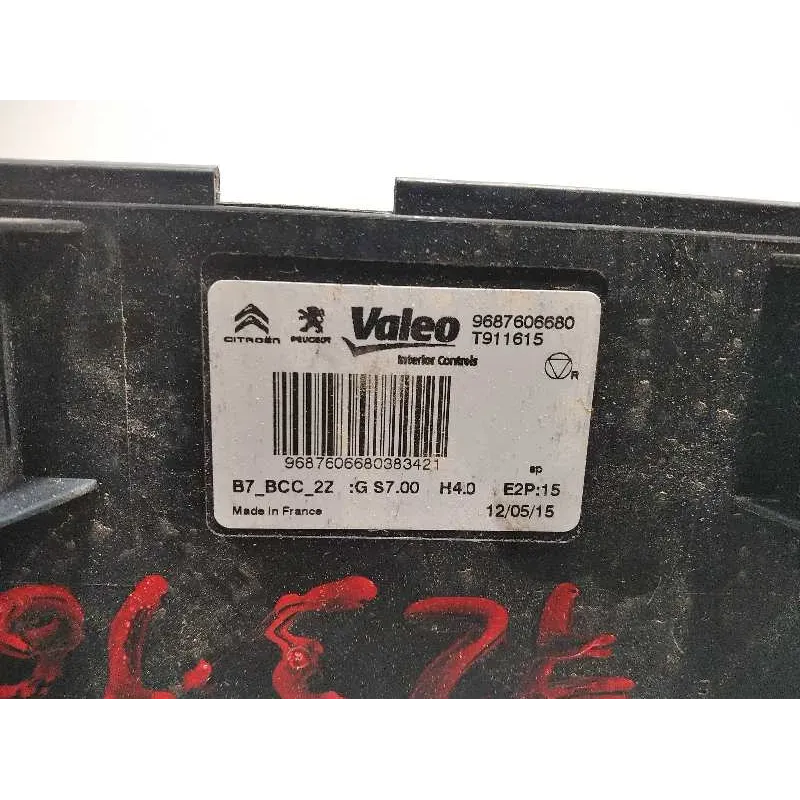 CITROËN PEUGEOT Valeo 9687606680
T911615
Interior Controls
R
9687606680383421
sp
B7_BCC_2Z :G S7.00 H4.0 E2P:15
Made in France 12/05/15